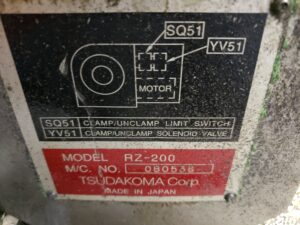 SQ51
YV51
MOTOR
SQ51 CLAMP/UNCLAMP LIMIT SWITCH
YV51 CLAMP/UNCLAMP SOLENOID VALVE
MODEL RZ-200
M/C. NO. 080536
TSUDAKOMA Corp.
MADE IN JAPAN